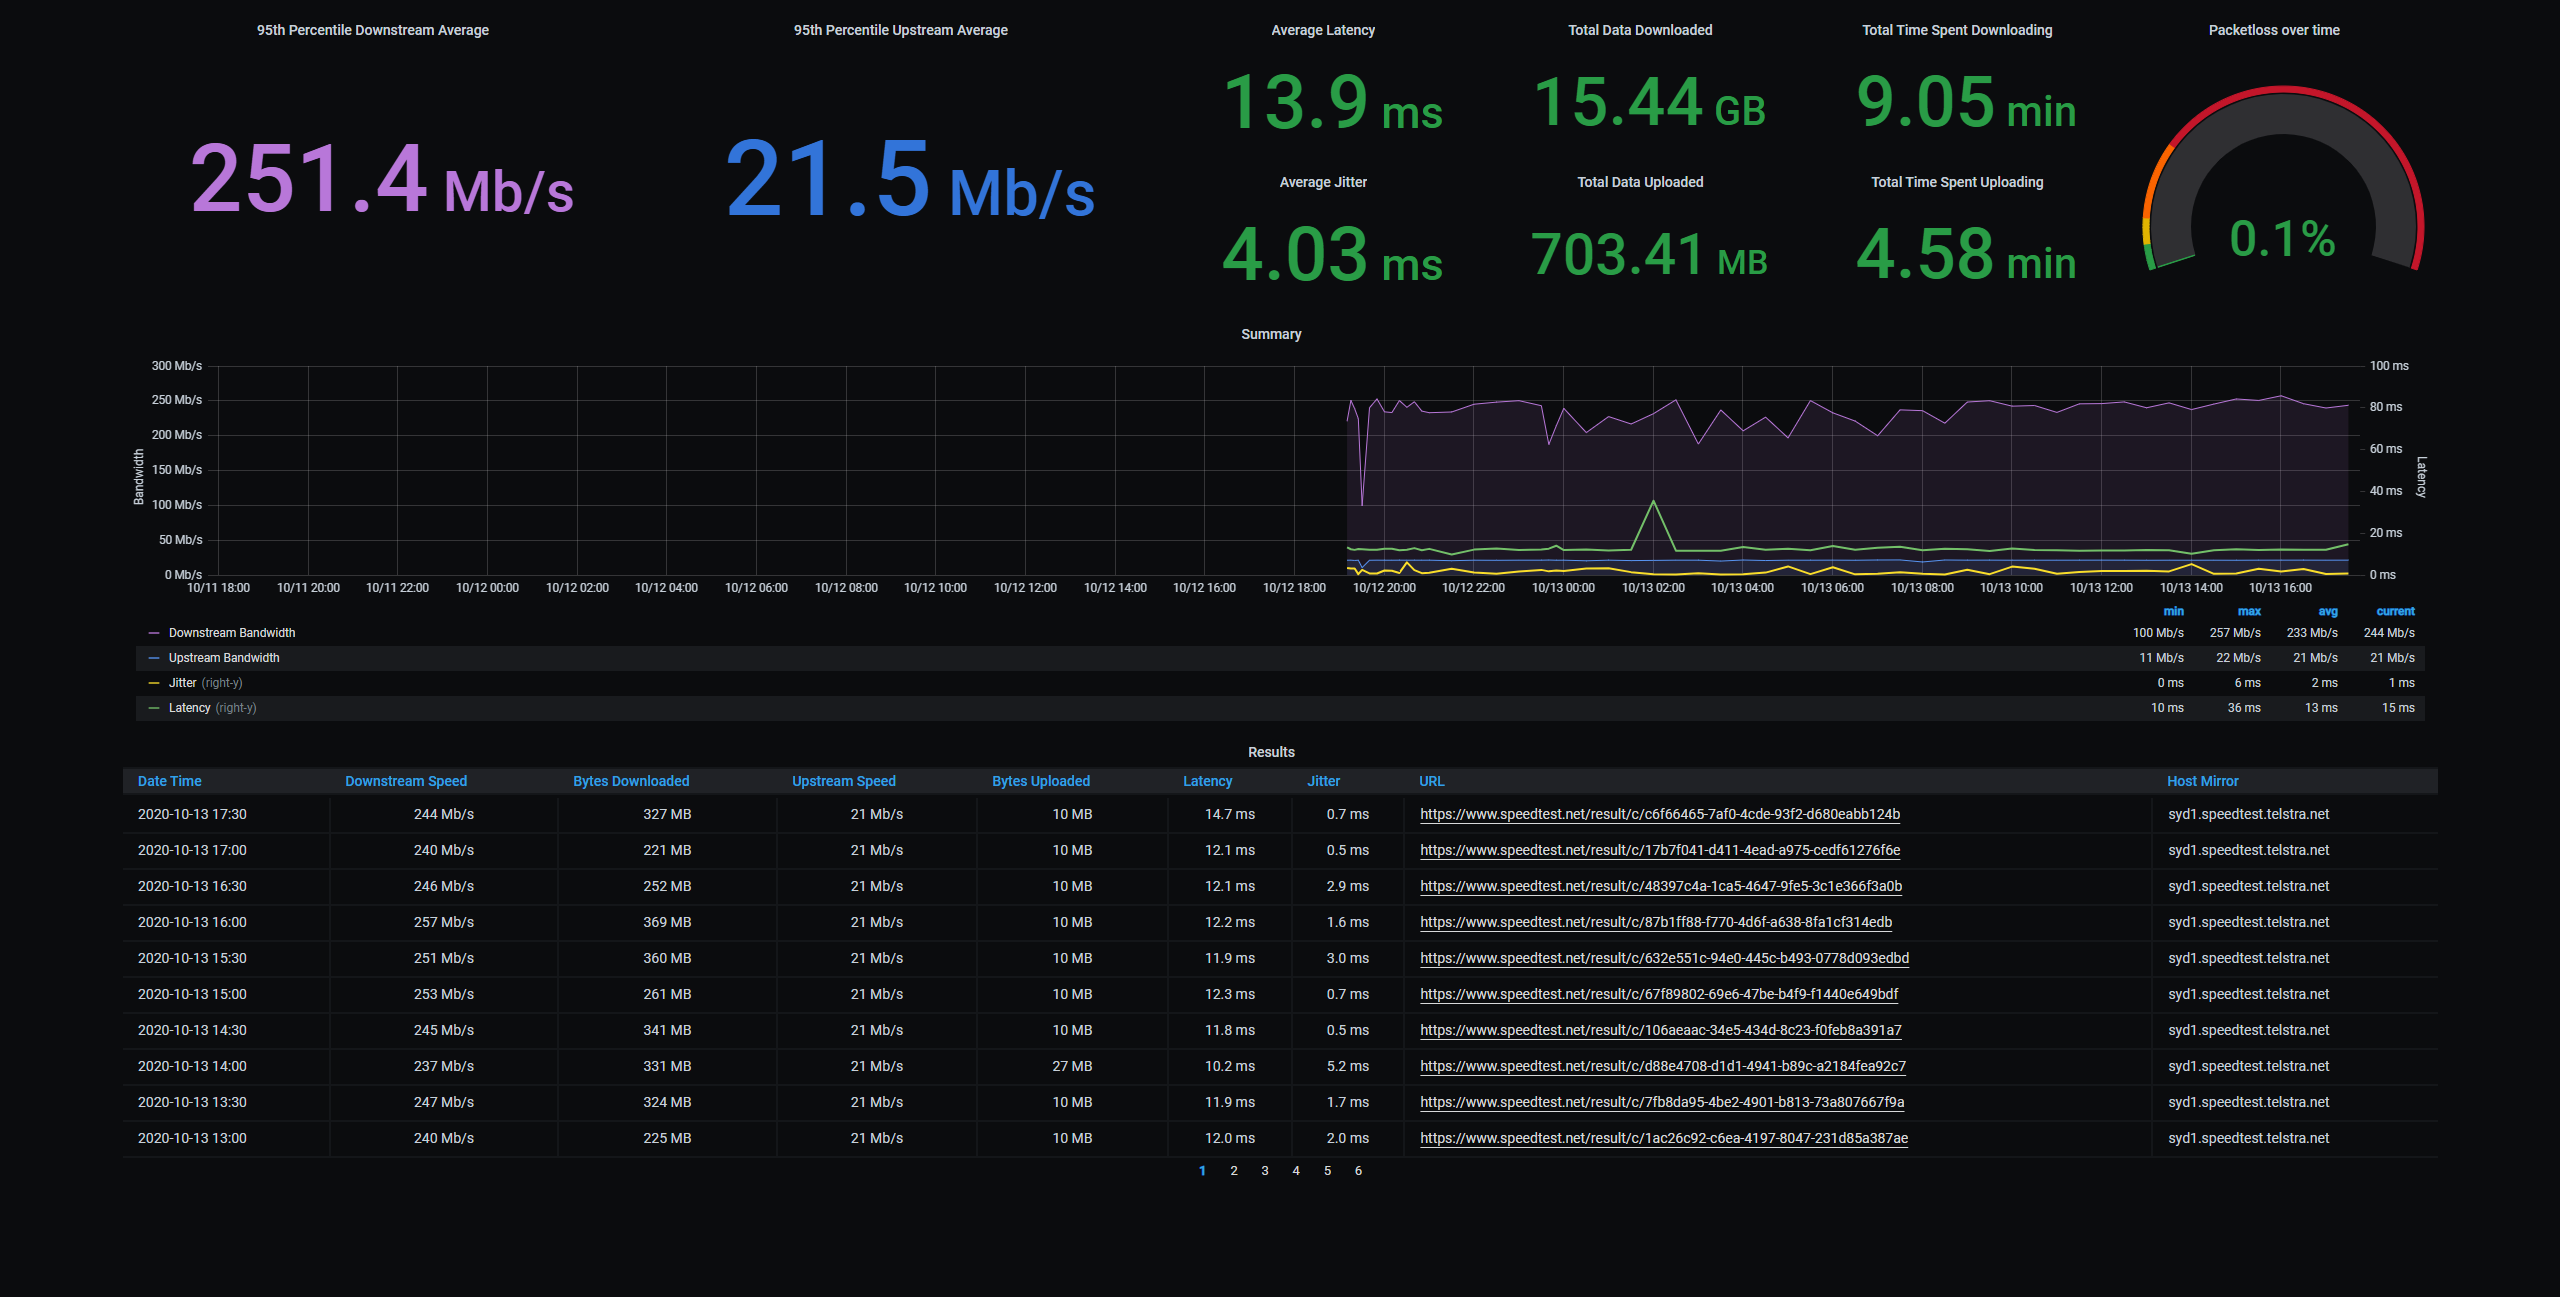 95th Percentile Downstream Average
251.4 Mb/s
95th Percentile Upstream Average
21.5 Mb/s
Average Latency
13.9 ms
Total Data Downloaded
15.44 GB
Total Time Spent Downloading
9.05 min
Average Jitter
4.03 ms
Total Data Uploaded
703.41 MB
Total Time Spent Uploading
4.58 min
Packetloss over time
0.1%
Summary
300 Mb/s
250 Mb/s
200 Mb/s
150 Mb/s
100 Mb/s
50 Mb/s
0 Mb/s
Bandwidth
100 ms
80 ms
60 ms
40 ms
20 ms
0 ms
Latency
10/11 18:00 10/11 20:00 10/11 22:00 10/12 00:00 10/12 02:00 10/12 04:00 10/12 06:00 10/12 08:00 10/12 10:00 10/12 12:00 10/12 14:00 10/12 16:00 10/12 18:00 10/12 20:00 10/12 22:00 10/13 00:00 10/13 02:00 10/13 04:00 10/13 06:00 10/13 08:00 10/13 10:00 10/13 12:00 10/13 14:00 10/13 16:00
min max avg current
Downstream Bandwidth 100 Mb/s 257 Mb/s 233 Mb/s 244 Mb/s
Upstream Bandwidth 11 Mb/s 22 Mb/s 21 Mb/s 21 Mb/s
Jitter (right-y) 0 ms 6 ms 2 ms 1 ms
Latency (right-y) 10 ms 36 ms 13 ms 15 ms
Results
Date Time Downstream Speed Bytes Downloaded Upstream Speed Bytes Uploaded Latency Jitter URL Host Mirror
2020-10-13 17:30 244 Mb/s 327 MB 21 Mb/s 10 MB 14.7 ms 0.7 ms https://www.speedtest.net/result/c/c6f66465-7af0-4cde-93f2-d680eabb124b syd1.speedtest.telstra.net
2020-10-13 17:00 240 Mb/s 221 MB 21 Mb/s 10 MB 12.1 ms 0.5 ms https://www.speedtest.net/result/c/17b7f041-d411-4ead-a975-cedf61276f6e syd1.speedtest.telstra.net
2020-10-13 16:30 246 Mb/s 252 MB 21 Mb/s 10 MB 12.1 ms 2.9 ms https://www.speedtest.net/result/c/48397c4a-1ca5-4647-9fe5-3c1e366f3a0b syd1.speedtest.telstra.net
2020-10-13 16:00 257 Mb/s 369 MB 21 Mb/s 10 MB 12.2 ms 1.6 ms https://www.speedtest.net/result/c/87b1ff88-f770-4d6f-a638-8fa1cf314edb syd1.speedtest.telstra.net
2020-10-13 15:30 251 Mb/s 360 MB 21 Mb/s 10 MB 11.9 ms 3.0 ms https://www.speedtest.net/result/c/632e551c-94e0-445c-b493-0778d093edbd syd1.speedtest.telstra.net
2020-10-13 15:00 253 Mb/s 261 MB 21 Mb/s 10 MB 12.3 ms 0.7 ms https://www.speedtest.net/result/c/67f89802-69e6-47be-b4f9-f1440e649bdf syd1.speedtest.telstra.net
2020-10-13 14:30 245 Mb/s 341 MB 21 Mb/s 10 MB 11.8 ms 0.5 ms https://www.speedtest.net/result/c/106aeaac-34e5-434d-8c23-f0feb8a391a7 syd1.speedtest.telstra.net
2020-10-13 14:00 237 Mb/s 331 MB 21 Mb/s 27 MB 10.2 ms 5.2 ms https://www.speedtest.net/result/c/d88e4708-d1d1-4941-b89c-a2184fea92c7 syd1.speedtest.telstra.net
2020-10-13 13:30 247 Mb/s 324 MB 21 Mb/s 10 MB 11.9 ms 1.7 ms https://www.speedtest.net/result/c/7fb8da95-4be2-4901-b813-73a807667f9a syd1.speedtest.telstra.net
2020-10-13 13:00 240 Mb/s 225 MB 21 Mb/s 10 MB 12.0 ms 2.0 ms https://www.speedtest.net/result/c/1ac26c92-c6ea-4197-8047-231d85a387ae syd1.speedtest.telstra.net
1 2 3 4 5 6